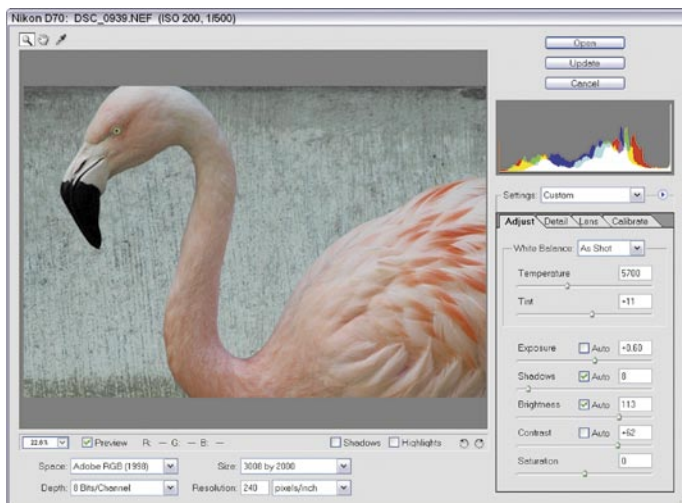 Nikon D70: DSC_0939.NEF (ISO 200, 1/500)
Open
Update
Cancel
Settings: Custom
Adjust Detail Lens Calibrate
White Balance: As Shot
Temperature 5700
Tint +11
Exposure Auto +0.60
Shadows Auto 8
Brightness Auto 113
Contrast Auto +62
Saturation 0
22.8% Preview R: — G: — B: — Shadows Highlights
Space: Adobe RGB (1998) Size: 3008 by 2000
Depth: 8 Bits/Channel Resolution: 240 pixels/inch